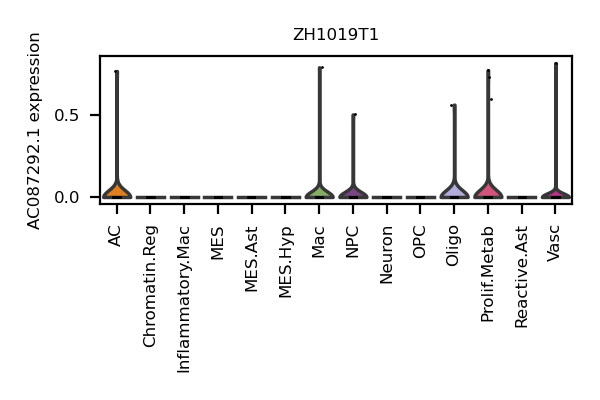 ZH1019T1
AC087292.1 expression
0.5
0.0
AC
Chromatin.Reg
Inflammatory.Mac
MES
MES.Ast
MES.Hyp
Mac
NPC
Neuron
OPC
Oligo
Prolif.Metab
Reactive.Ast
Vasc